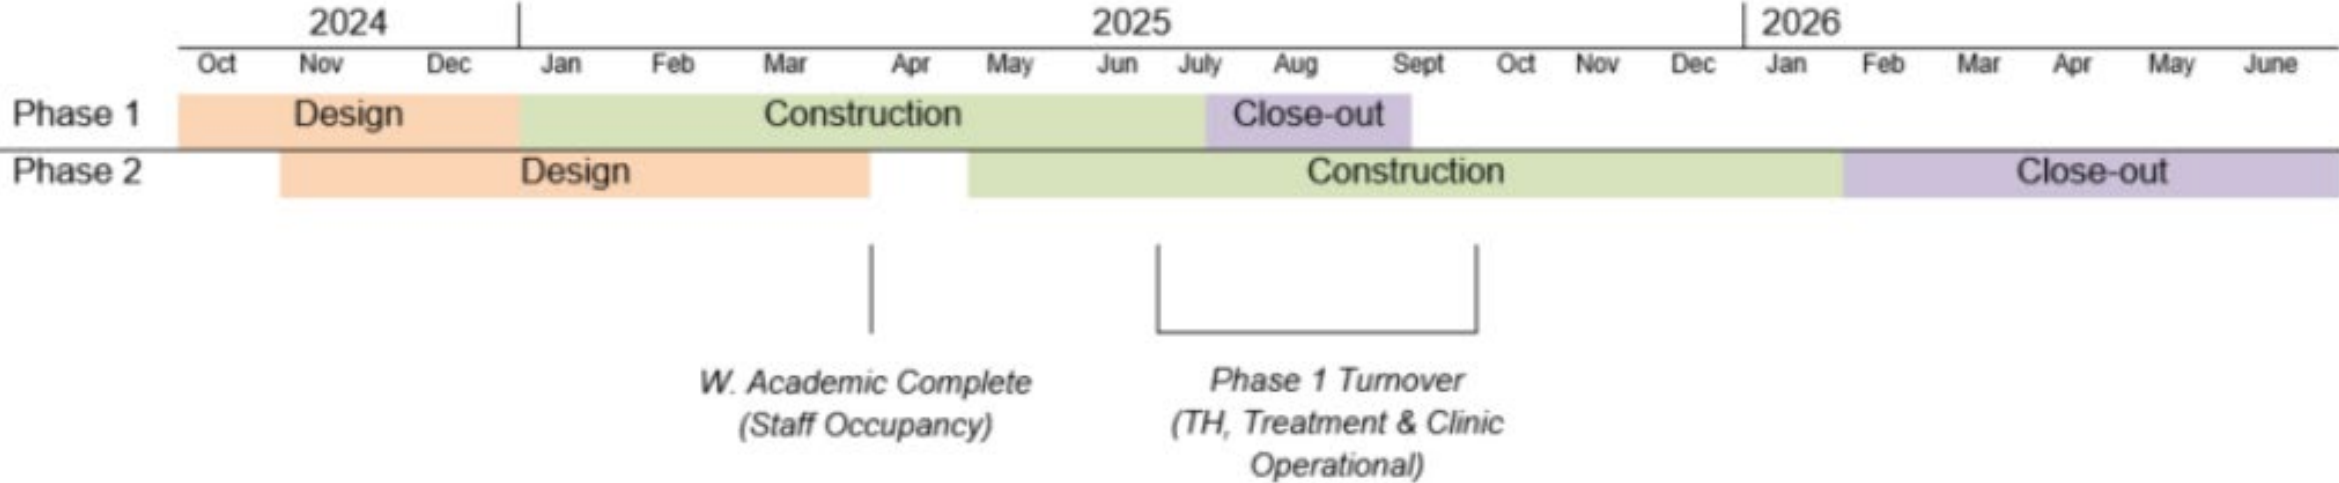 2024 2025 2026
Oct Nov Dec Jan Feb Mar Apr May Jun July Aug Sept Oct Nov Dec Jan Feb Mar Apr May June
Phase 1 Design Construction Close-out
Phase 2 Design Construction Close-out
W. Academic Complete
(Staff Occupancy)
Phase 1 Turnover
(TH, Treatment & Clinic
Operational)